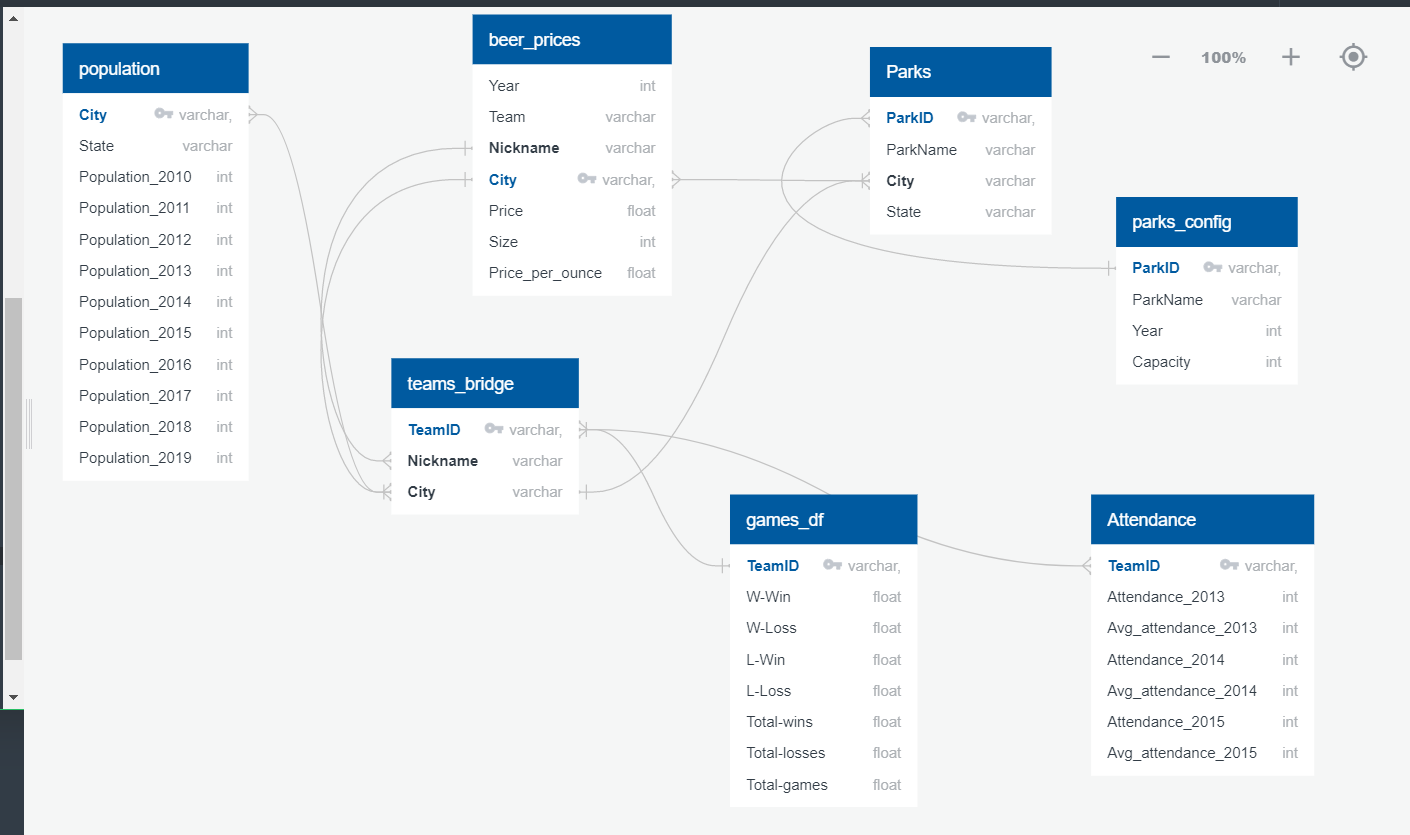 population
City varchar,
State varchar
Population_2010 int
Population_2011 int
Population_2012 int
Population_2013 int
Population_2014 int
Population_2015 int
Population_2016 int
Population_2017 int
Population_2018 int
Population_2019 int
beer_prices
Year int
Team varchar
Nickname varchar
City varchar,
Price float
Size int
Price_per_ounce float
Parks
ParkID varchar,
ParkName varchar
City varchar
State varchar
100%
parks_config
ParkID varchar,
ParkName varchar
Year int
Capacity int
teams_bridge
TeamID varchar,
Nickname varchar
City varchar
games_df
TeamID varchar,
W-Win float
W-Loss float
L-Win float
L-Loss float
Total-wins float
Total-losses float
Total-games float
Attendance
TeamID varchar,
Attendance_2013 int
Avg_attendance_2013 int
Attendance_2014 int
Avg_attendance_2014 int
Attendance_2015 int
Avg_attendance_2015 int